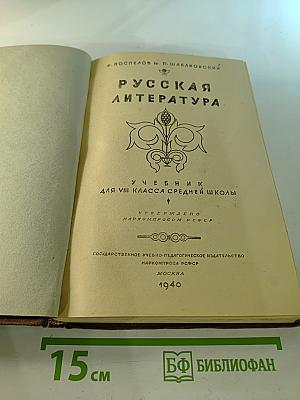 Н. ПОСПЕЛОВ и П. ШАБЛИОВСКИЙ
РУССКАЯ
ЛИТЕРАТУРА
УЧЕБНИК
ДЛЯ VIII КЛАССА СРЕДНЕЙ ШКОЛЫ
УТВЕРЖДЕНО
НАРКОМПРОСОМ РСФСР
ГОСУДАРСТВЕННОЕ УЧЕБНО-ПЕДАГОГИЧЕСКОЕ ИЗДАТЕЛЬСТВО
НАРКОМПРОСА РСФСР
МОСКВА
1940
15 см
БФ БИБЛИОФАН